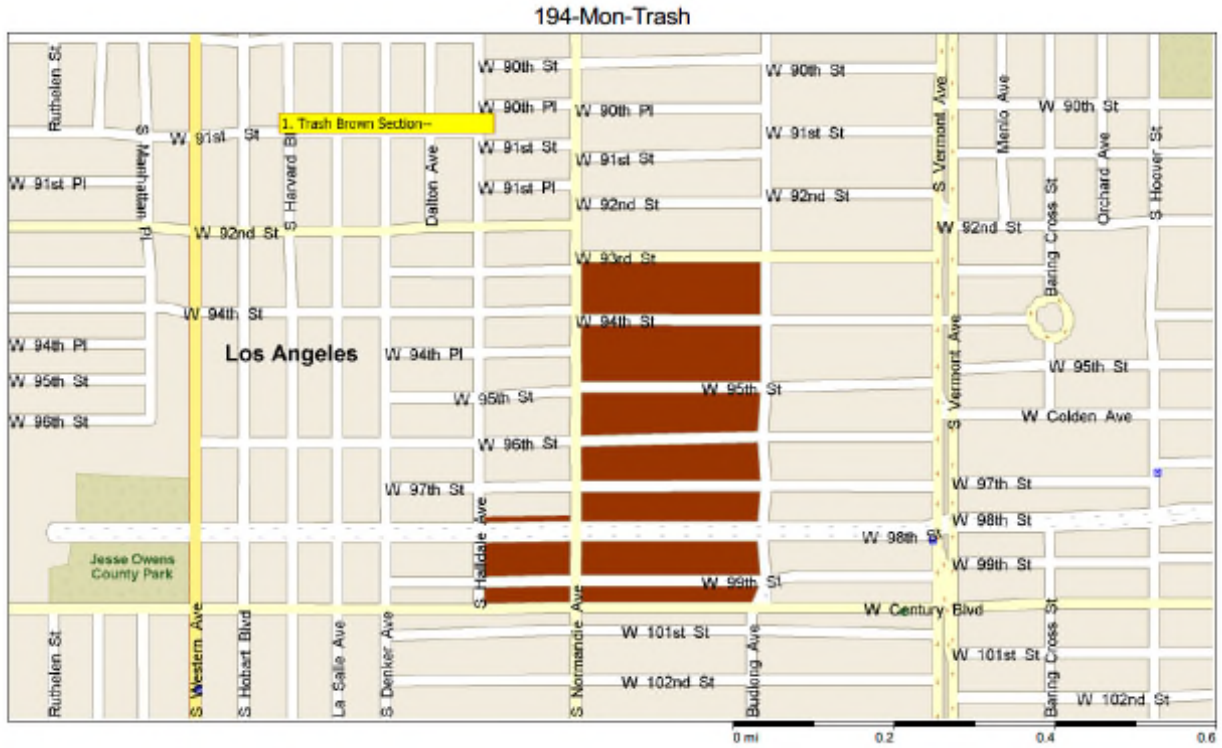 194-Mon-Trash
Ruthelen St
S Manhattan Pl
W 91st St
S Harvard Bl
1. Trash Brown Section--
Dalton Ave
W 90th St
W 90th Pl
W 91st St
W 91st Pl
W 90th Pl
W 91st St
W 92nd St
W 90th St
W 91st St
W 92nd St
S Vermont Ave
Menlo Ave
W 90th St
Orchard Ave
S Hoover St
Baring Cross St
W 92nd St
W 91st Pl
W 92nd St
W 93rd St
W 94th St
W 94th St
W 94th Pl
Los Angeles
W 94th Pl
W 95th St
W 95th St
W 95th St
W 95th St
S Vermont Ave
W 96th St
W Colden Ave
W 96th St
W 97th St
W 97th St
S Halldale Ave
W 98th St
W 98th St
Jesse Owens
County Park
W 99th St
W 99th St
W Century Blvd
Ruthelen St
S Western Ave
S Hobart Blvd
La Salle Ave
S Denker Ave
S Normandie Ave
W 101st St
W 102nd St
Budlong Ave
W 101st St
Baring Cross St
W 102nd St
0 mi
0.2
0.4
0.6